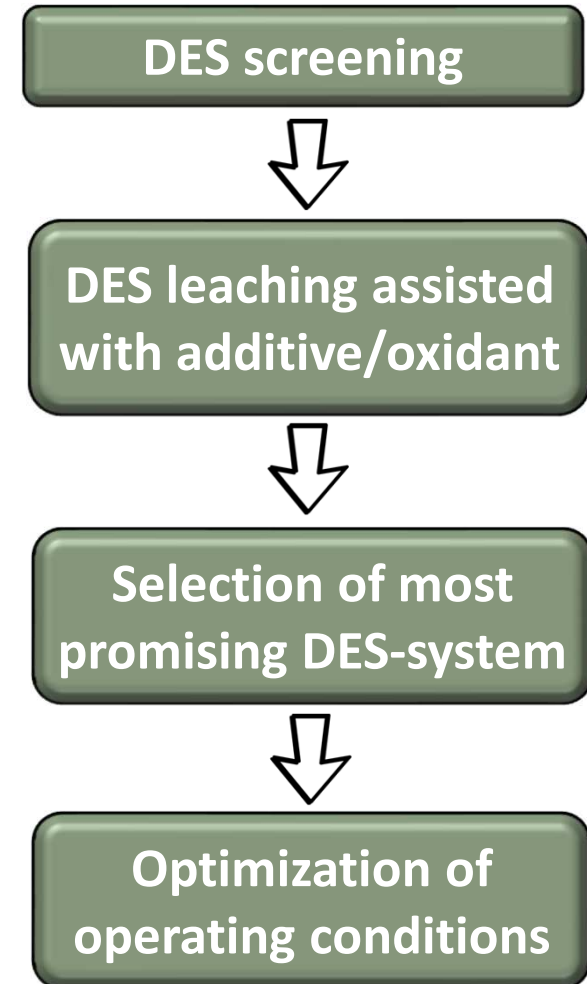 DES screening
DES leaching assisted
with additive/oxidant
Selection of most
promising DES-system
Optimization of
operating conditions